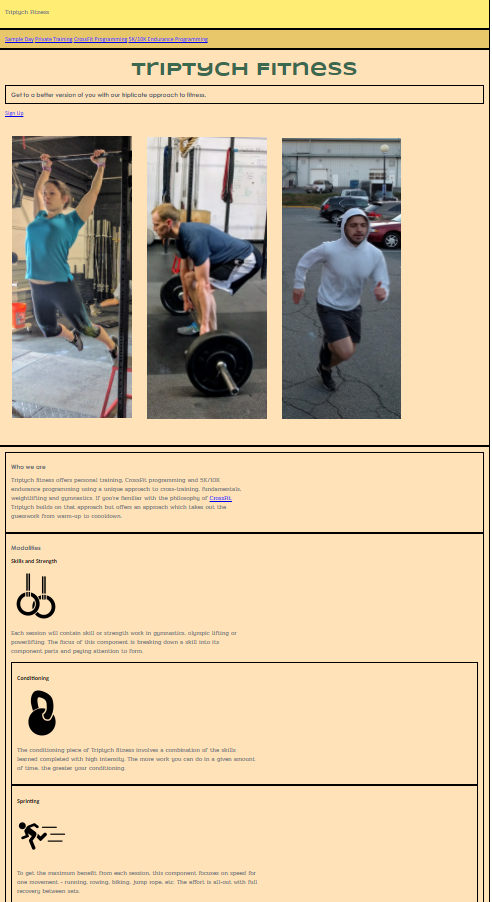 Triptych Fitness
Sample Day Private Training CrossFit Programming 5K/10K Endurance Programming
Triptych Fitness
Get to a better version of you with our triplicate approach to fitness.
Sign Up
Who we are
Triptych fitness offers personal training, CrossFit programming and 5K/10K
endurance programming using a unique approach to cross-training, fundamentals,
weightlifting and gymnastics. If you're familiar with the philosophy of CrossFit,
Triptych builds on that approach but offers an approach which takes out the
guesswork from warm-up to cooldown.
Modalities
Skills and Strength
Each session will contain skill or strength work in gymnastics, olympic lifting or
powerlifting. The focus of this component is breaking down a skill into its
component parts and paying attention to form.
Conditioning
The conditioning piece of Triptych fitness involves a combination of the skills
learned completed with high intensity. The more work you can do in a given amount
of time, the greater your conditioning.
Sprinting
To get the maximum benefit from each session, this component focuses on speed for
one movement - running, rowing, biking, jump rope, etc. The effort is all-out with full
recovery between sets.